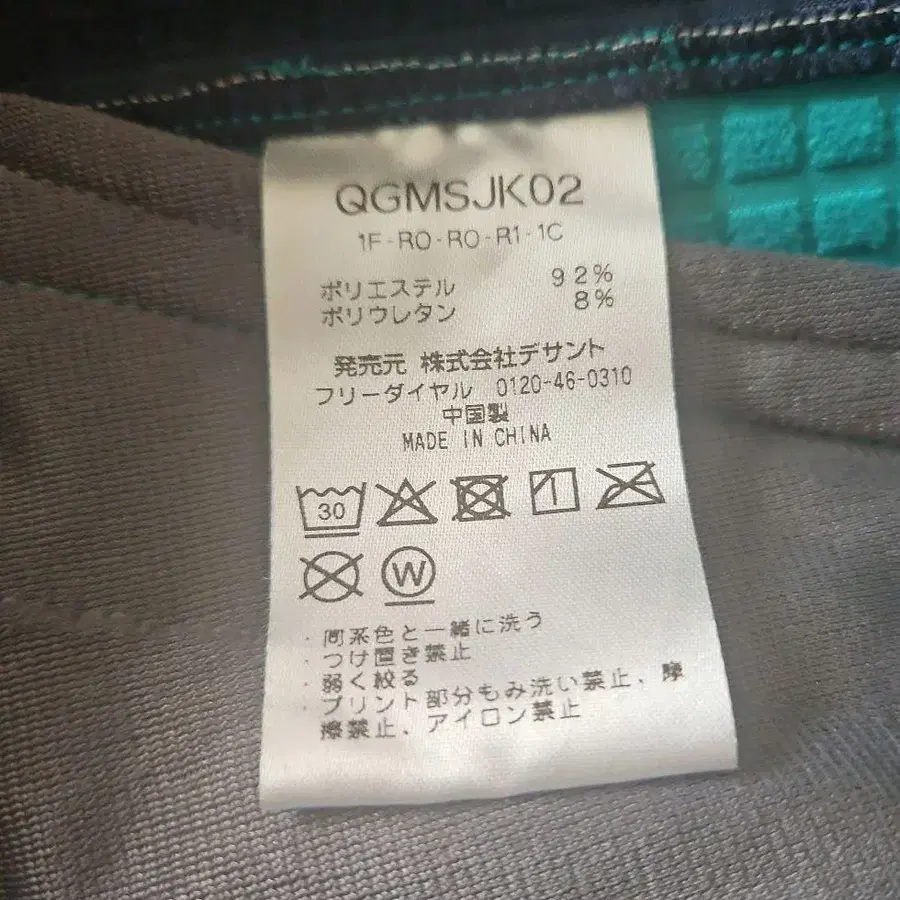 QGMSJK02
1F-R0-R0-R1-1C
ポリエステル 92%
ポリウレタン 8%
発売元 株式会社デサント
フリーダイヤル 0120-46-0310
中国製
MADE IN CHINA
30
W
・同系色と一緒に洗う
・つけ置き禁止
・弱く絞る
・プリント部分もみ洗い禁止、摩
擦禁止、アイロン禁止